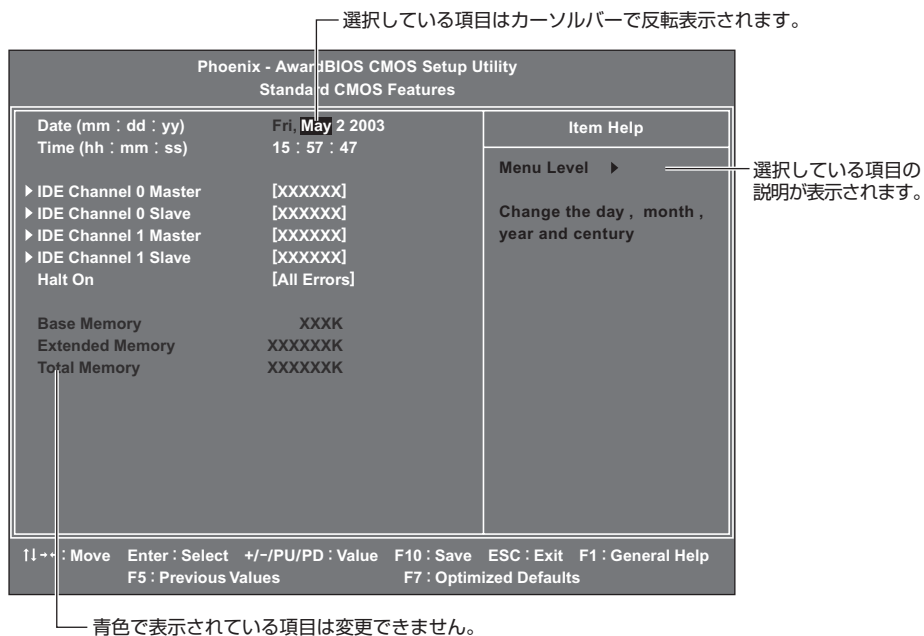 選択している項目はカーソルバーで反転表示されます。
Phoenix - AwardBIOS CMOS Setup Utility
Standard CMOS Features
Date (mm : dd : yy) Fri, May 2 2003
Time (hh : mm : ss) 15 : 57 : 47
Item Help
Menu Level ▶
選択している項目の
説明が表示されます。
▶ IDE Channel 0 Master [XXXXXX]
▶ IDE Channel 0 Slave [XXXXXX]
▶ IDE Channel 1 Master [XXXXXX]
▶ IDE Channel 1 Slave [XXXXXX]
Halt On [All Errors]
Change the day , month ,
year and century
Base Memory XXXK
Extended Memory XXXXXXK
Total Memory XXXXXXK
↑↓→← : Move Enter : Select +/-/PU/PD : Value F10 : Save ESC : Exit F1 : General Help
F5 : Previous Values F7 : Optimized Defaults
青色で表示されている項目は変更できません。